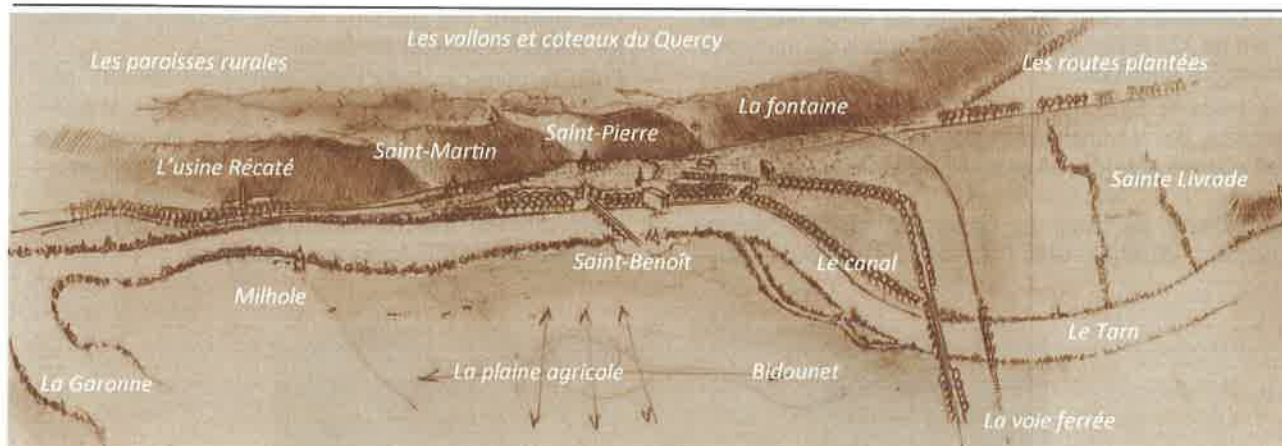 Les vallons et coteaux du Quercy
Les paroisses rurales
Les routes plantées
La fontaine
Saint-Pierre
Saint-Martin
L'usine Récaté
Sainte Livrade
Saint-Benoît
Le canal
Milhole
Le Tarn
La plaine agricole
Bidounet
La Garonne
La voie ferrée